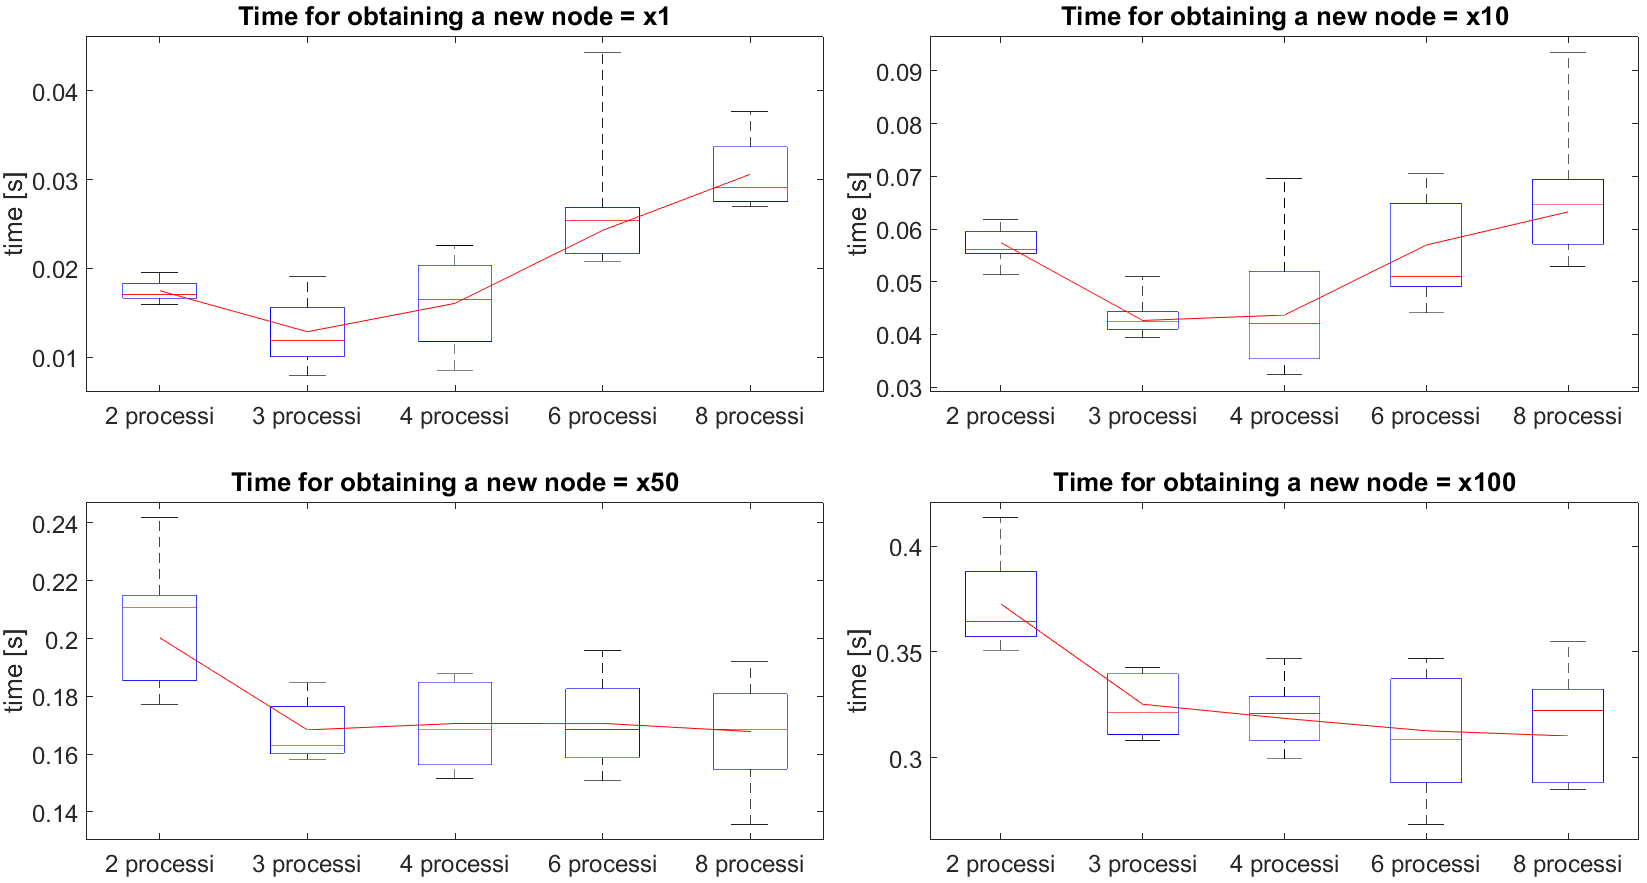 Time for obtaining a new node = x1
time [s]
0.04
0.03
0.02
0.01
2 processi 3 processi 4 processi 6 processi 8 processi
Time for obtaining a new node = x10
time [s]
0.09
0.08
0.07
0.06
0.05
0.04
0.03
2 processi 3 processi 4 processi 6 processi 8 processi
Time for obtaining a new node = x50
time [s]
0.24
0.22
0.2
0.18
0.16
0.14
2 processi 3 processi 4 processi 6 processi 8 processi
Time for obtaining a new node = x100
time [s]
0.4
0.35
0.3
2 processi 3 processi 4 processi 6 processi 8 processi